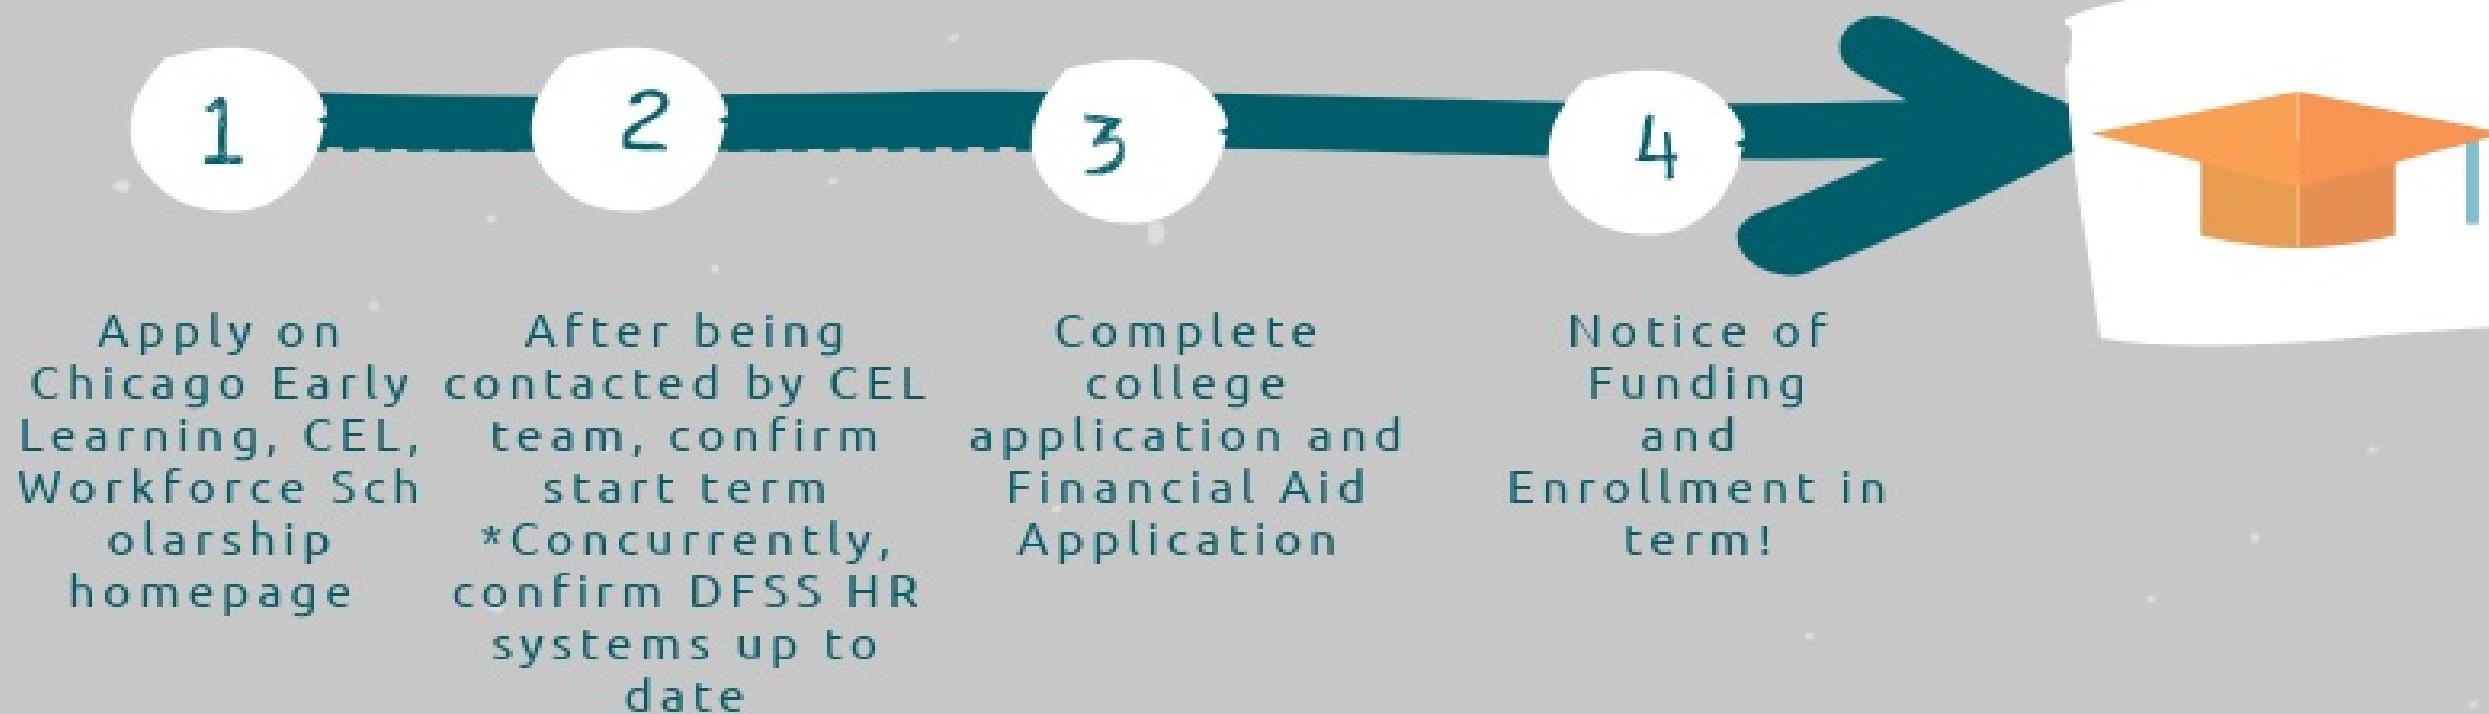 1
Apply on
Chicago Early
Learning, CEL,
Workforce Sch
olarship
homepage
2
After being
contacted by CEL
team, confirm
start term
*Concurrently,
confirm DFSS HR
systems up to
date
3
Complete
college
application and
Financial Aid
Application
4
Notice of
Funding
and
Enrollment in
term!